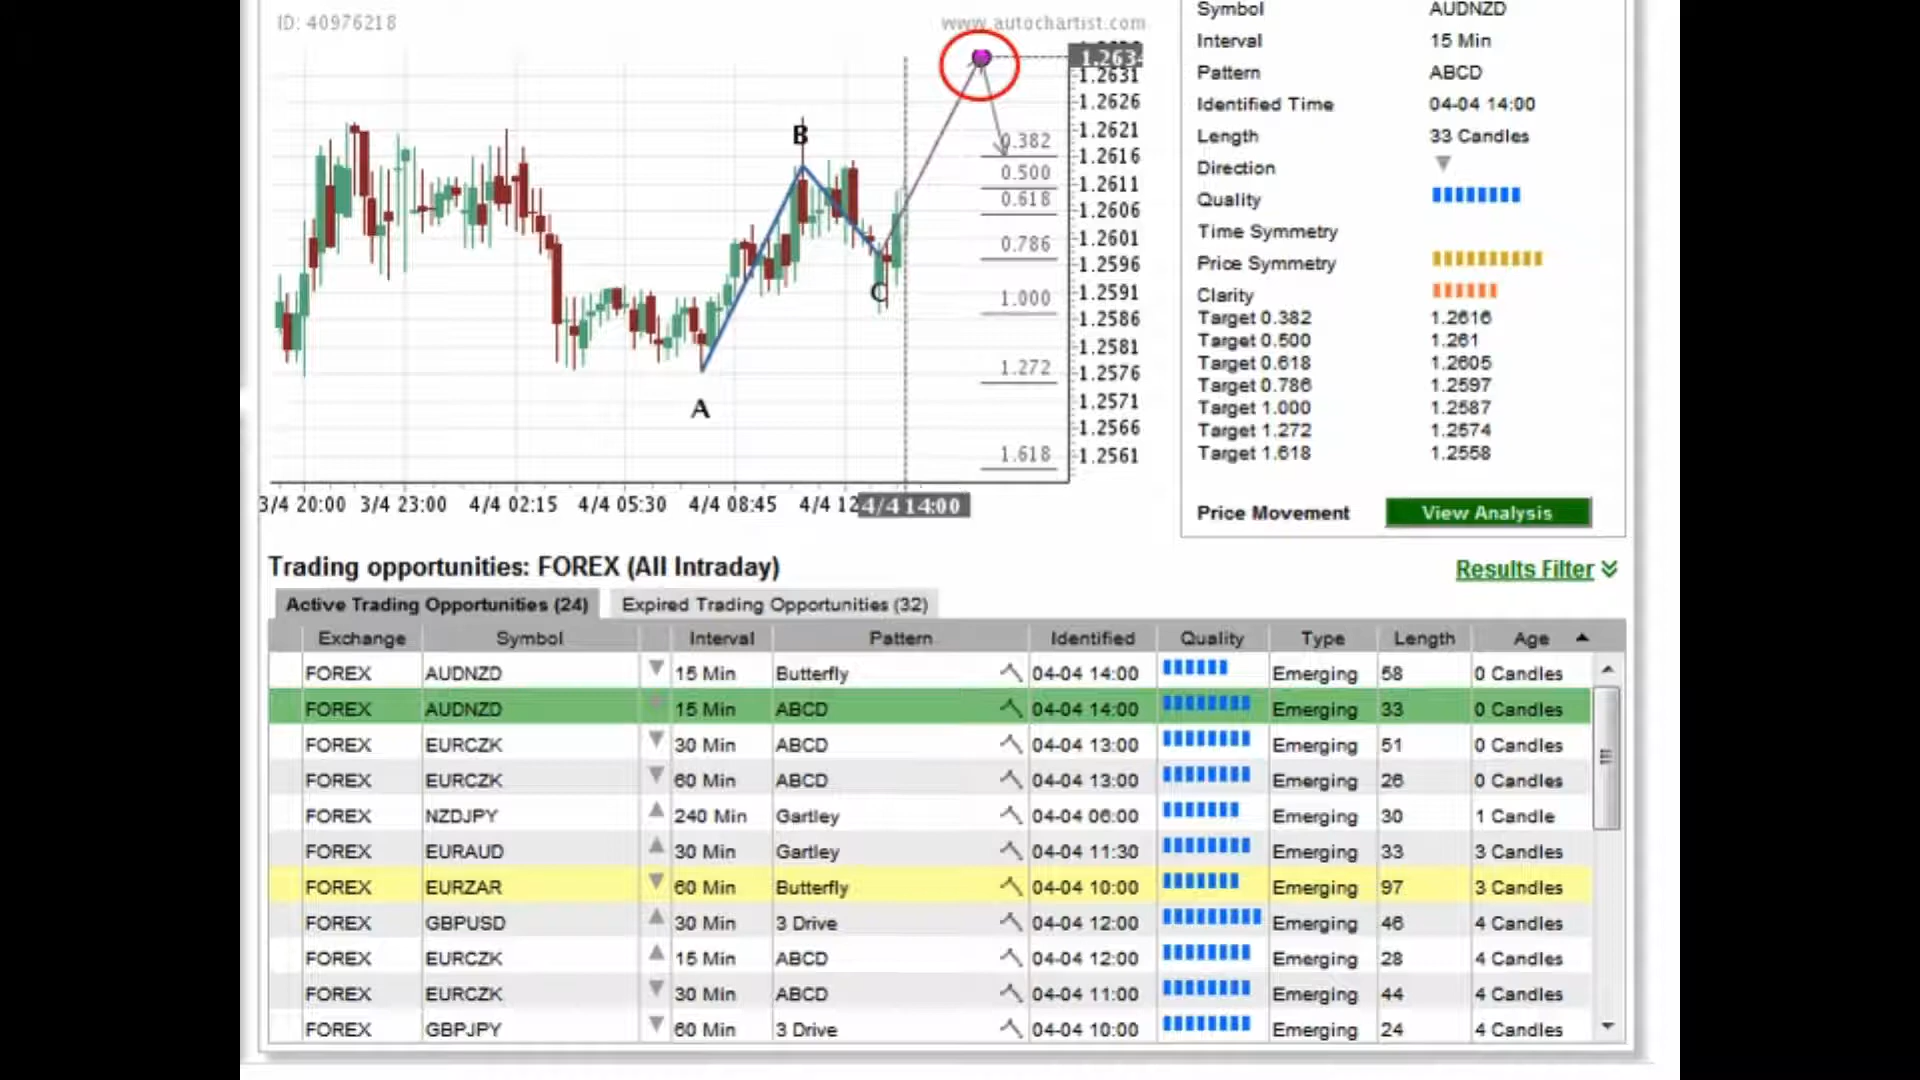 ID: 40976218
www.autochartist.com
B
C
A
0.382
0.500
0.618
0.786
1.000
1.272
1.618
1.2634
1.2631
1.2626
1.2621
1.2616
1.2611
1.2606
1.2601
1.2596
1.2591
1.2586
1.2581
1.2576
1.2571
1.2566
1.2561
3/4 20:00 3/4 23:00 4/4 02:15 4/4 05:30 4/4 08:45 4/4 12 4/4 14:00
Symbol AUDNZD
Interval 15 Min
Pattern ABCD
Identified Time 04-04 14:00
Length 33 Candles
Direction
Quality
Time Symmetry
Price Symmetry
Clarity
Target 0.382 1.2616
Target 0.500 1.261
Target 0.618 1.2605
Target 0.786 1.2597
Target 1.000 1.2587
Target 1.272 1.2574
Target 1.618 1.2558
Price Movement View Analysis
Trading opportunities: FOREX (All Intraday)
Results Filter
Active Trading Opportunities (24) Expired Trading Opportunities (32)
Exchange Symbol Interval Pattern Identified Quality Type Length Age
FOREX AUDNZD 15 Min Butterfly 04-04 14:00 Emerging 58 0 Candles
FOREX AUDNZD 15 Min ABCD 04-04 14:00 Emerging 33 0 Candles
FOREX EURCZK 30 Min ABCD 04-04 13:00 Emerging 51 0 Candles
FOREX EURCZK 60 Min ABCD 04-04 13:00 Emerging 26 0 Candles
FOREX NZDJPY 240 Min Gartley 04-04 06:00 Emerging 30 1 Candle
FOREX EURAUD 30 Min Gartley 04-04 11:30 Emerging 33 3 Candles
FOREX EURZAR 60 Min Butterfly 04-04 10:00 Emerging 97 3 Candles
FOREX GBPUSD 30 Min 3 Drive 04-04 12:00 Emerging 46 4 Candles
FOREX EURCZK 15 Min ABCD 04-04 12:00 Emerging 28 4 Candles
FOREX EURCZK 30 Min ABCD 04-04 11:00 Emerging 44 4 Candles
FOREX GBPJPY 60 Min 3 Drive 04-04 10:00 Emerging 24 4 Candles